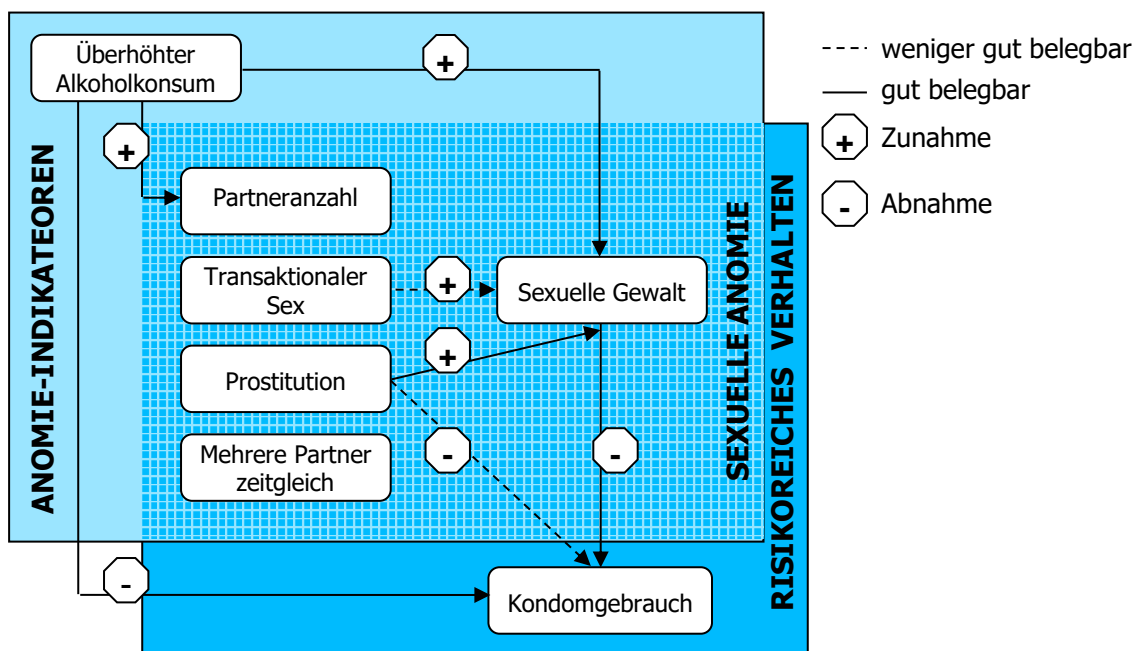 Überhöhter
Alkoholkonsum
+
+
Partneranzahl
Transaktionaler
Sex
+
Sexuelle Gewalt
+
Prostitution
-
-
Mehrere Partner
zeitgleich
-
Kondomgebrauch
ANOMIE-INDIKATEOREN
SEXUELLE ANOMIE
RISIKOREICHES VERHALTEN
weniger gut belegbar
gut belegbar
+ Zunahme
- Abnahme